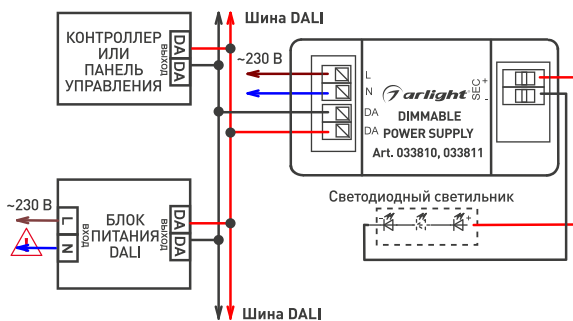 Шина DALI
КОНТРОЛЛЕР
ИЛИ
ПАНЕЛЬ
УПРАВЛЕНИЯ
ВЫХОД
DA
DA
~230 В
L
N
DA
DA
arlight
DIMMABLE
POWER SUPPLY
Art. 033810, 033811
SEC
+
-
Светодиодный светильник
- +
~230 В
L
N
ВХОД
БЛОК
ПИТАНИЯ
DALI
ВЫХОД
DA
DA
Шина DALI